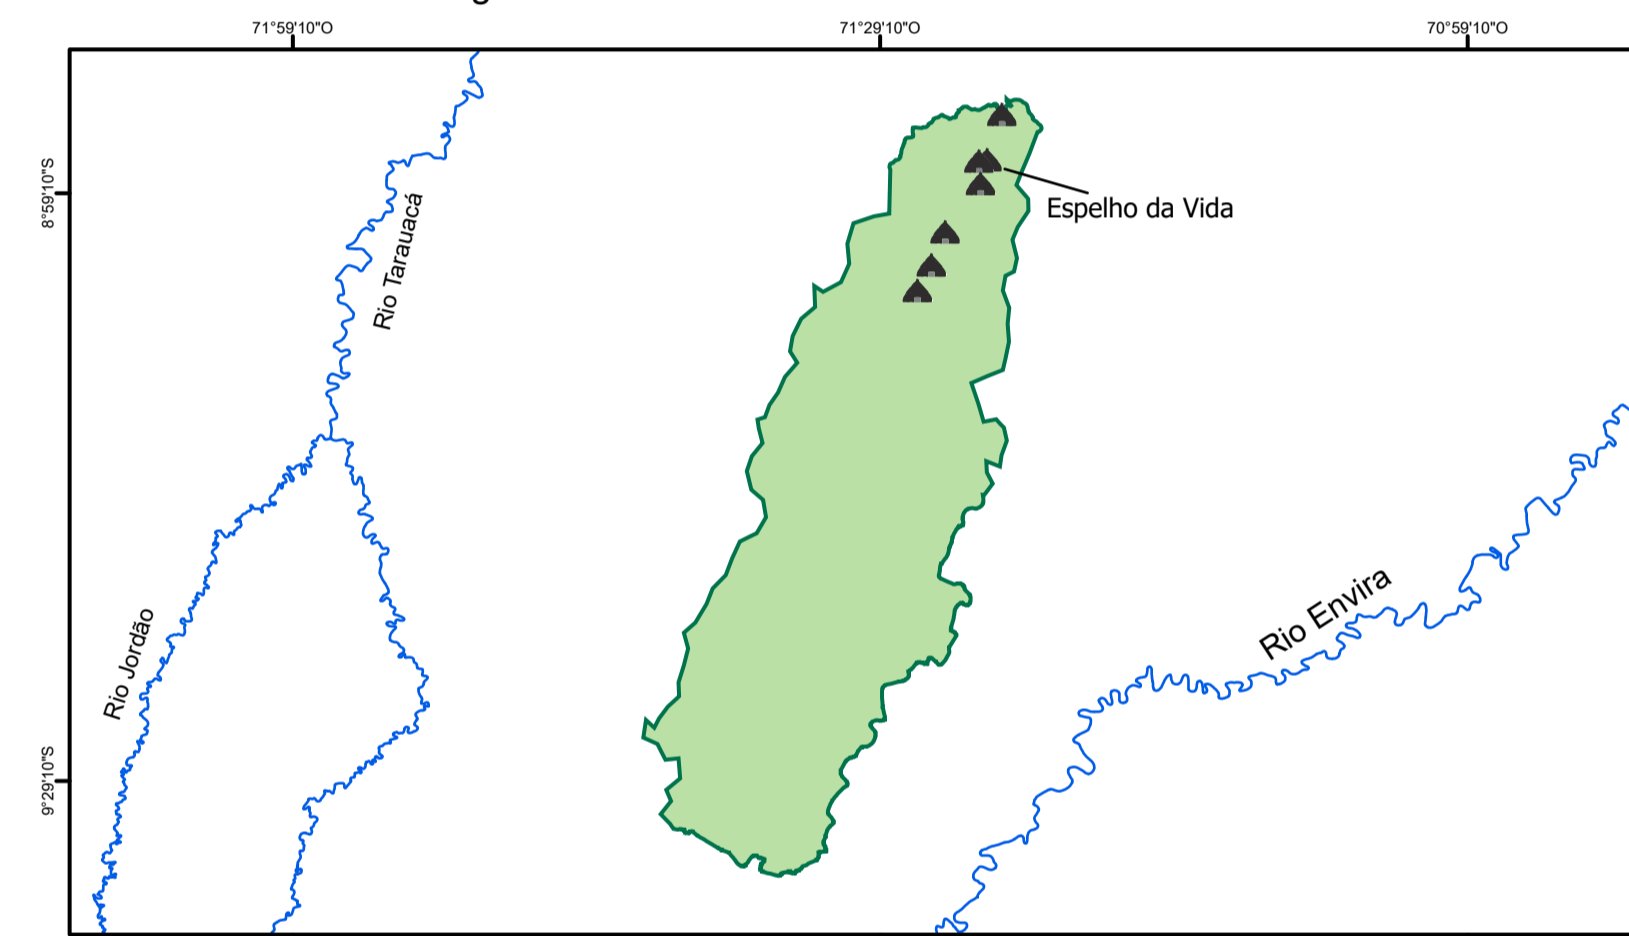 71°59'10"O
71°29'10"O
70°59'10"O
8°59'10"S
Rio Tarauacá
Espelho da Vida
Rio Envira
Rio Jordão
9°29'10"S